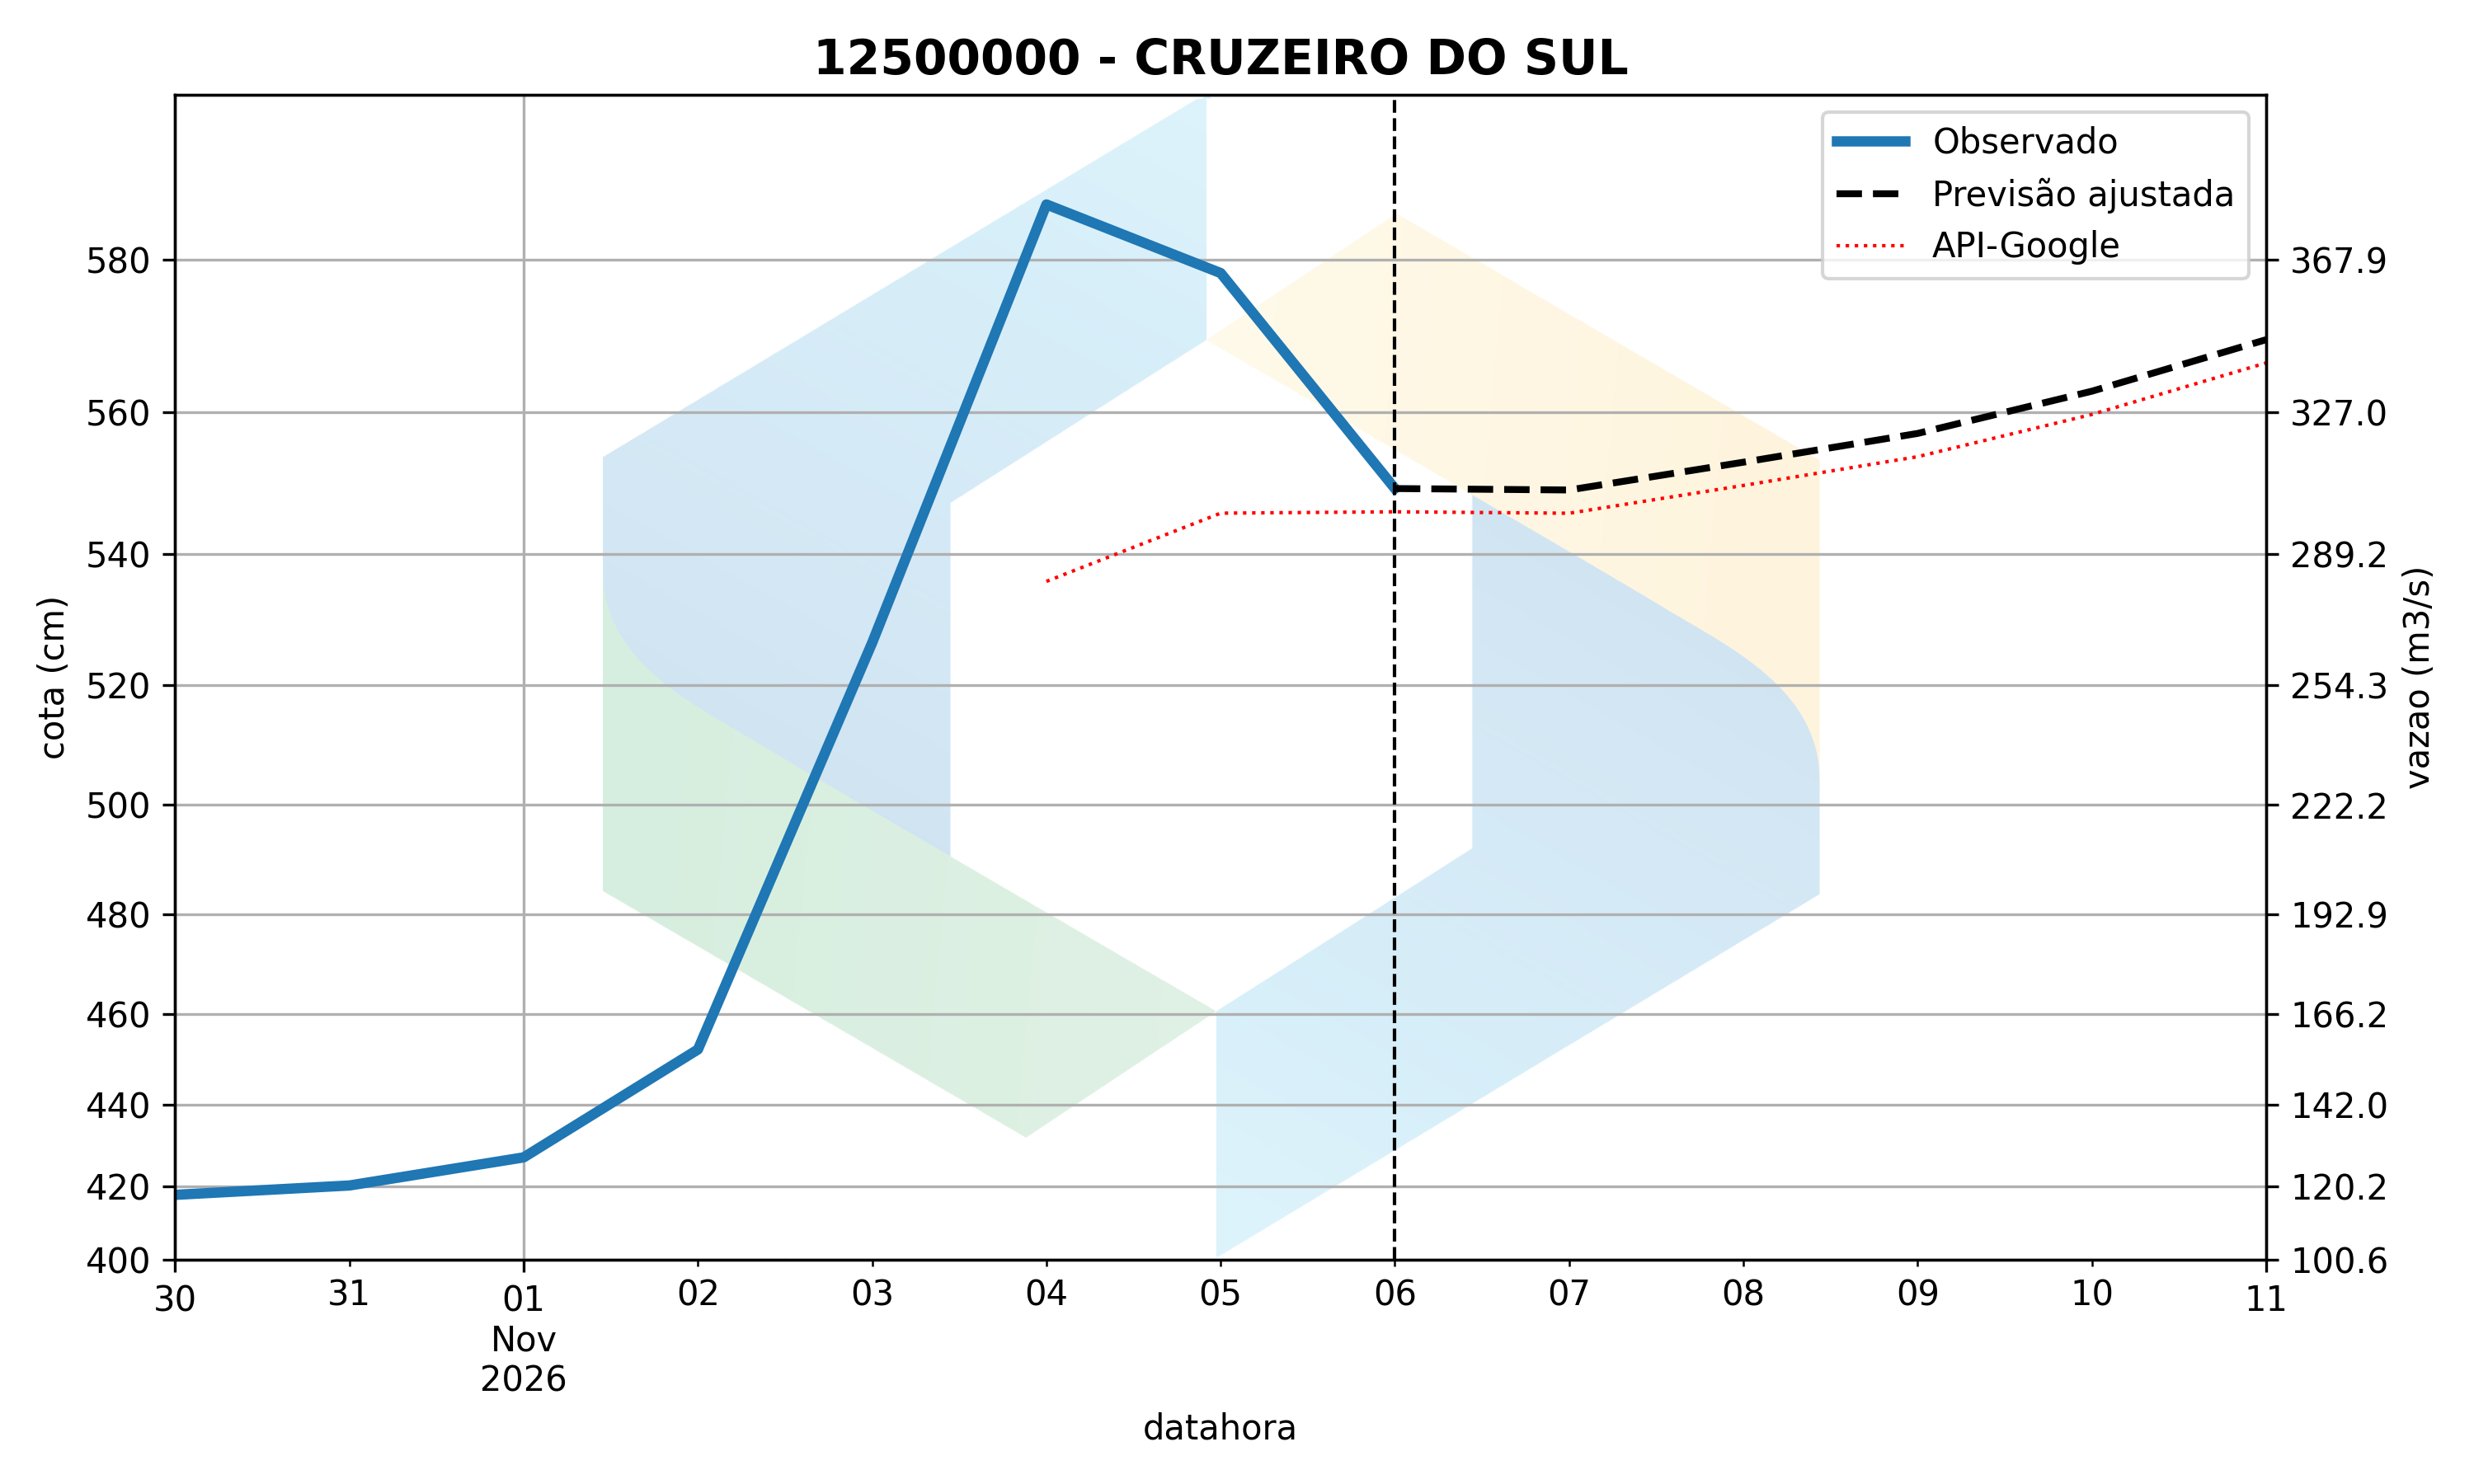 12500000 - CRUZEIRO DO SUL
Observado
Previsão ajustada
API-Google
cota (cm)
580
560
540
520
500
480
460
440
420
400
367.9
327.0
289.2
254.3
222.2
192.9
166.2
142.0
120.2
100.6
vazao (m3/s)
30 31 01 02 03 04 05 06 07 08 09 10 11
Nov
2026
datahora